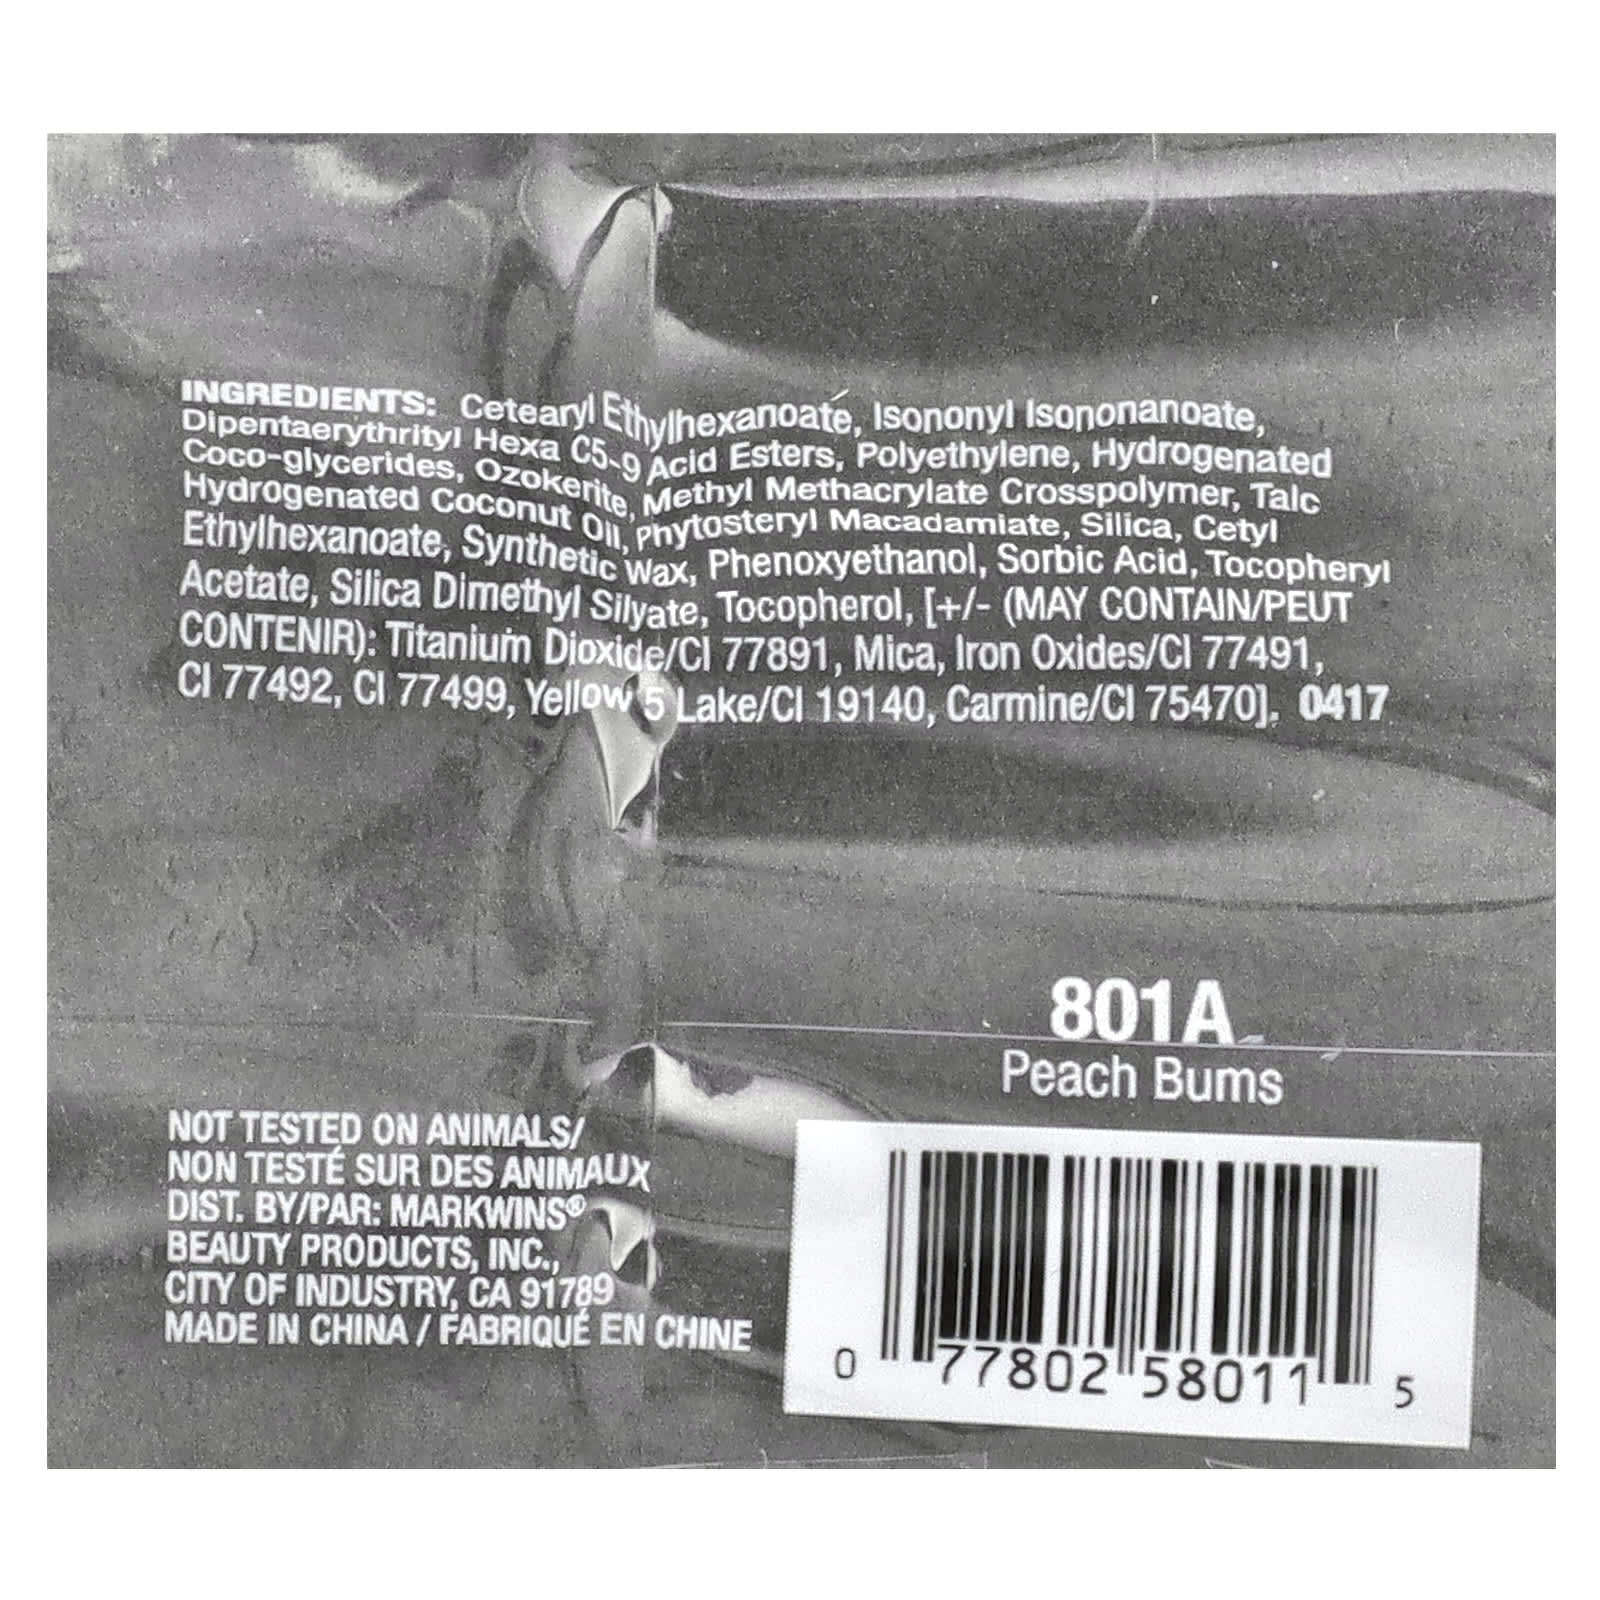 INGREDIENTS: Cetearyl Ethylhexanoate, Isononyl Isononanoate,
Dipentaerythrityl Hexa C5-9 Acid Esters, Polyethylene, Hydrogenated
Coco-glycerides, Ozokerite, Methyl Methacrylate Crosspolymer, Talc
Hydrogenated Coconut Oil, Phytosteryl Macadamiate, Silica, Cetyl
Ethylhexanoate, Synthetic Wax, Phenoxyethanol, Sorbic Acid, Tocopheryl
Acetate, Silica Dimethyl Silyate, Tocopherol, [+/- (MAY CONTAIN/PEUT
CONTENIR): Titanium Dioxide/CI 77891, Mica, Iron Oxides/CI 77491,
CI 77492, CI 77499, Yellow 5 Lake/CI 19140, Carmine/CI 75470]. 0417
801A
Peach Bums
NOT TESTED ON ANIMALS/
NON TESTÉ SUR DES ANIMAUX
DIST. BY/PAR: MARKWINS®
BEAUTY PRODUCTS, INC.,
CITY OF INDUSTRY, CA 91789
MADE IN CHINA / FABRIQUÉ EN CHINE
0 77802 58011 5